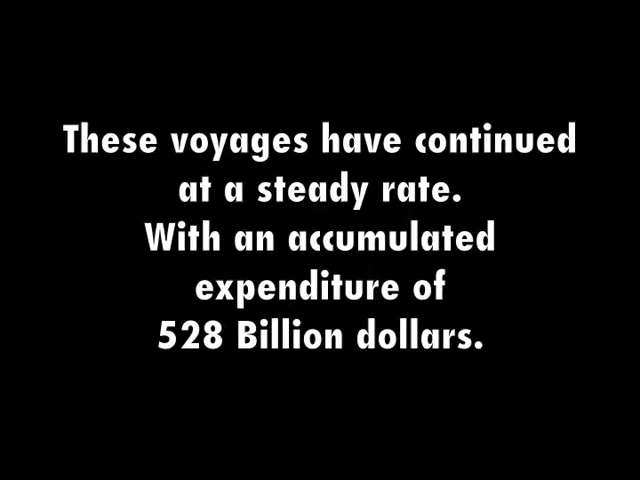 These voyages have continued
at a steady rate.
With an accumulated
expenditure of
528 Billion dollars.